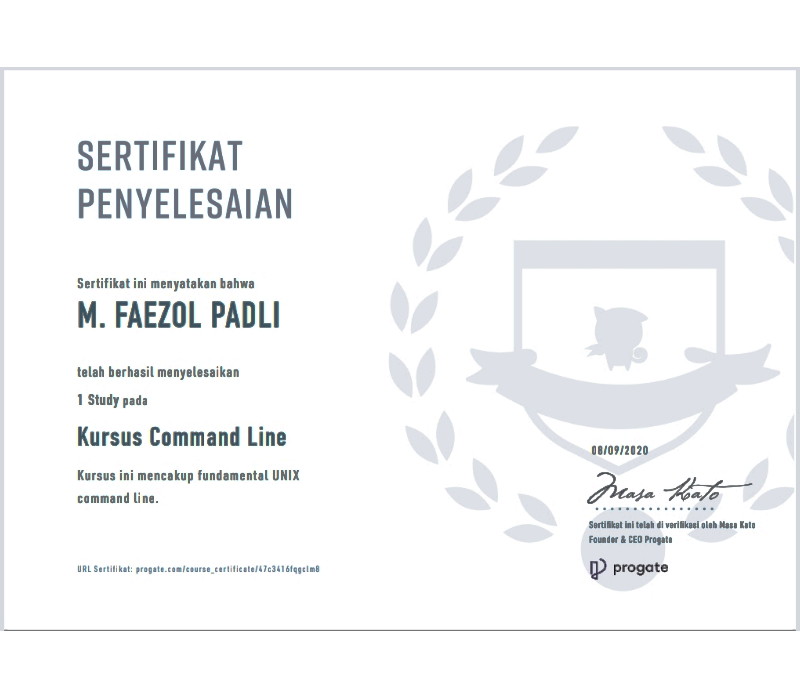 SERTIFIKAT
PENYELESAIAN
Sertifikat ini menyatakan bahwa
M. FAEZOL PADLI
telah berhasil menyelesaikan
1 Study pada
Kursus Command Line
Kursus ini mencakup fundamental UNIX
command line.
08/09/2020
Masa Kato
Sertifikat ini telah di verifikasi oleh Masa Kato
Founder & CEO Progate
URL Sertifikat: progate.com/course_certificate/47c3416fqgclm8
progate